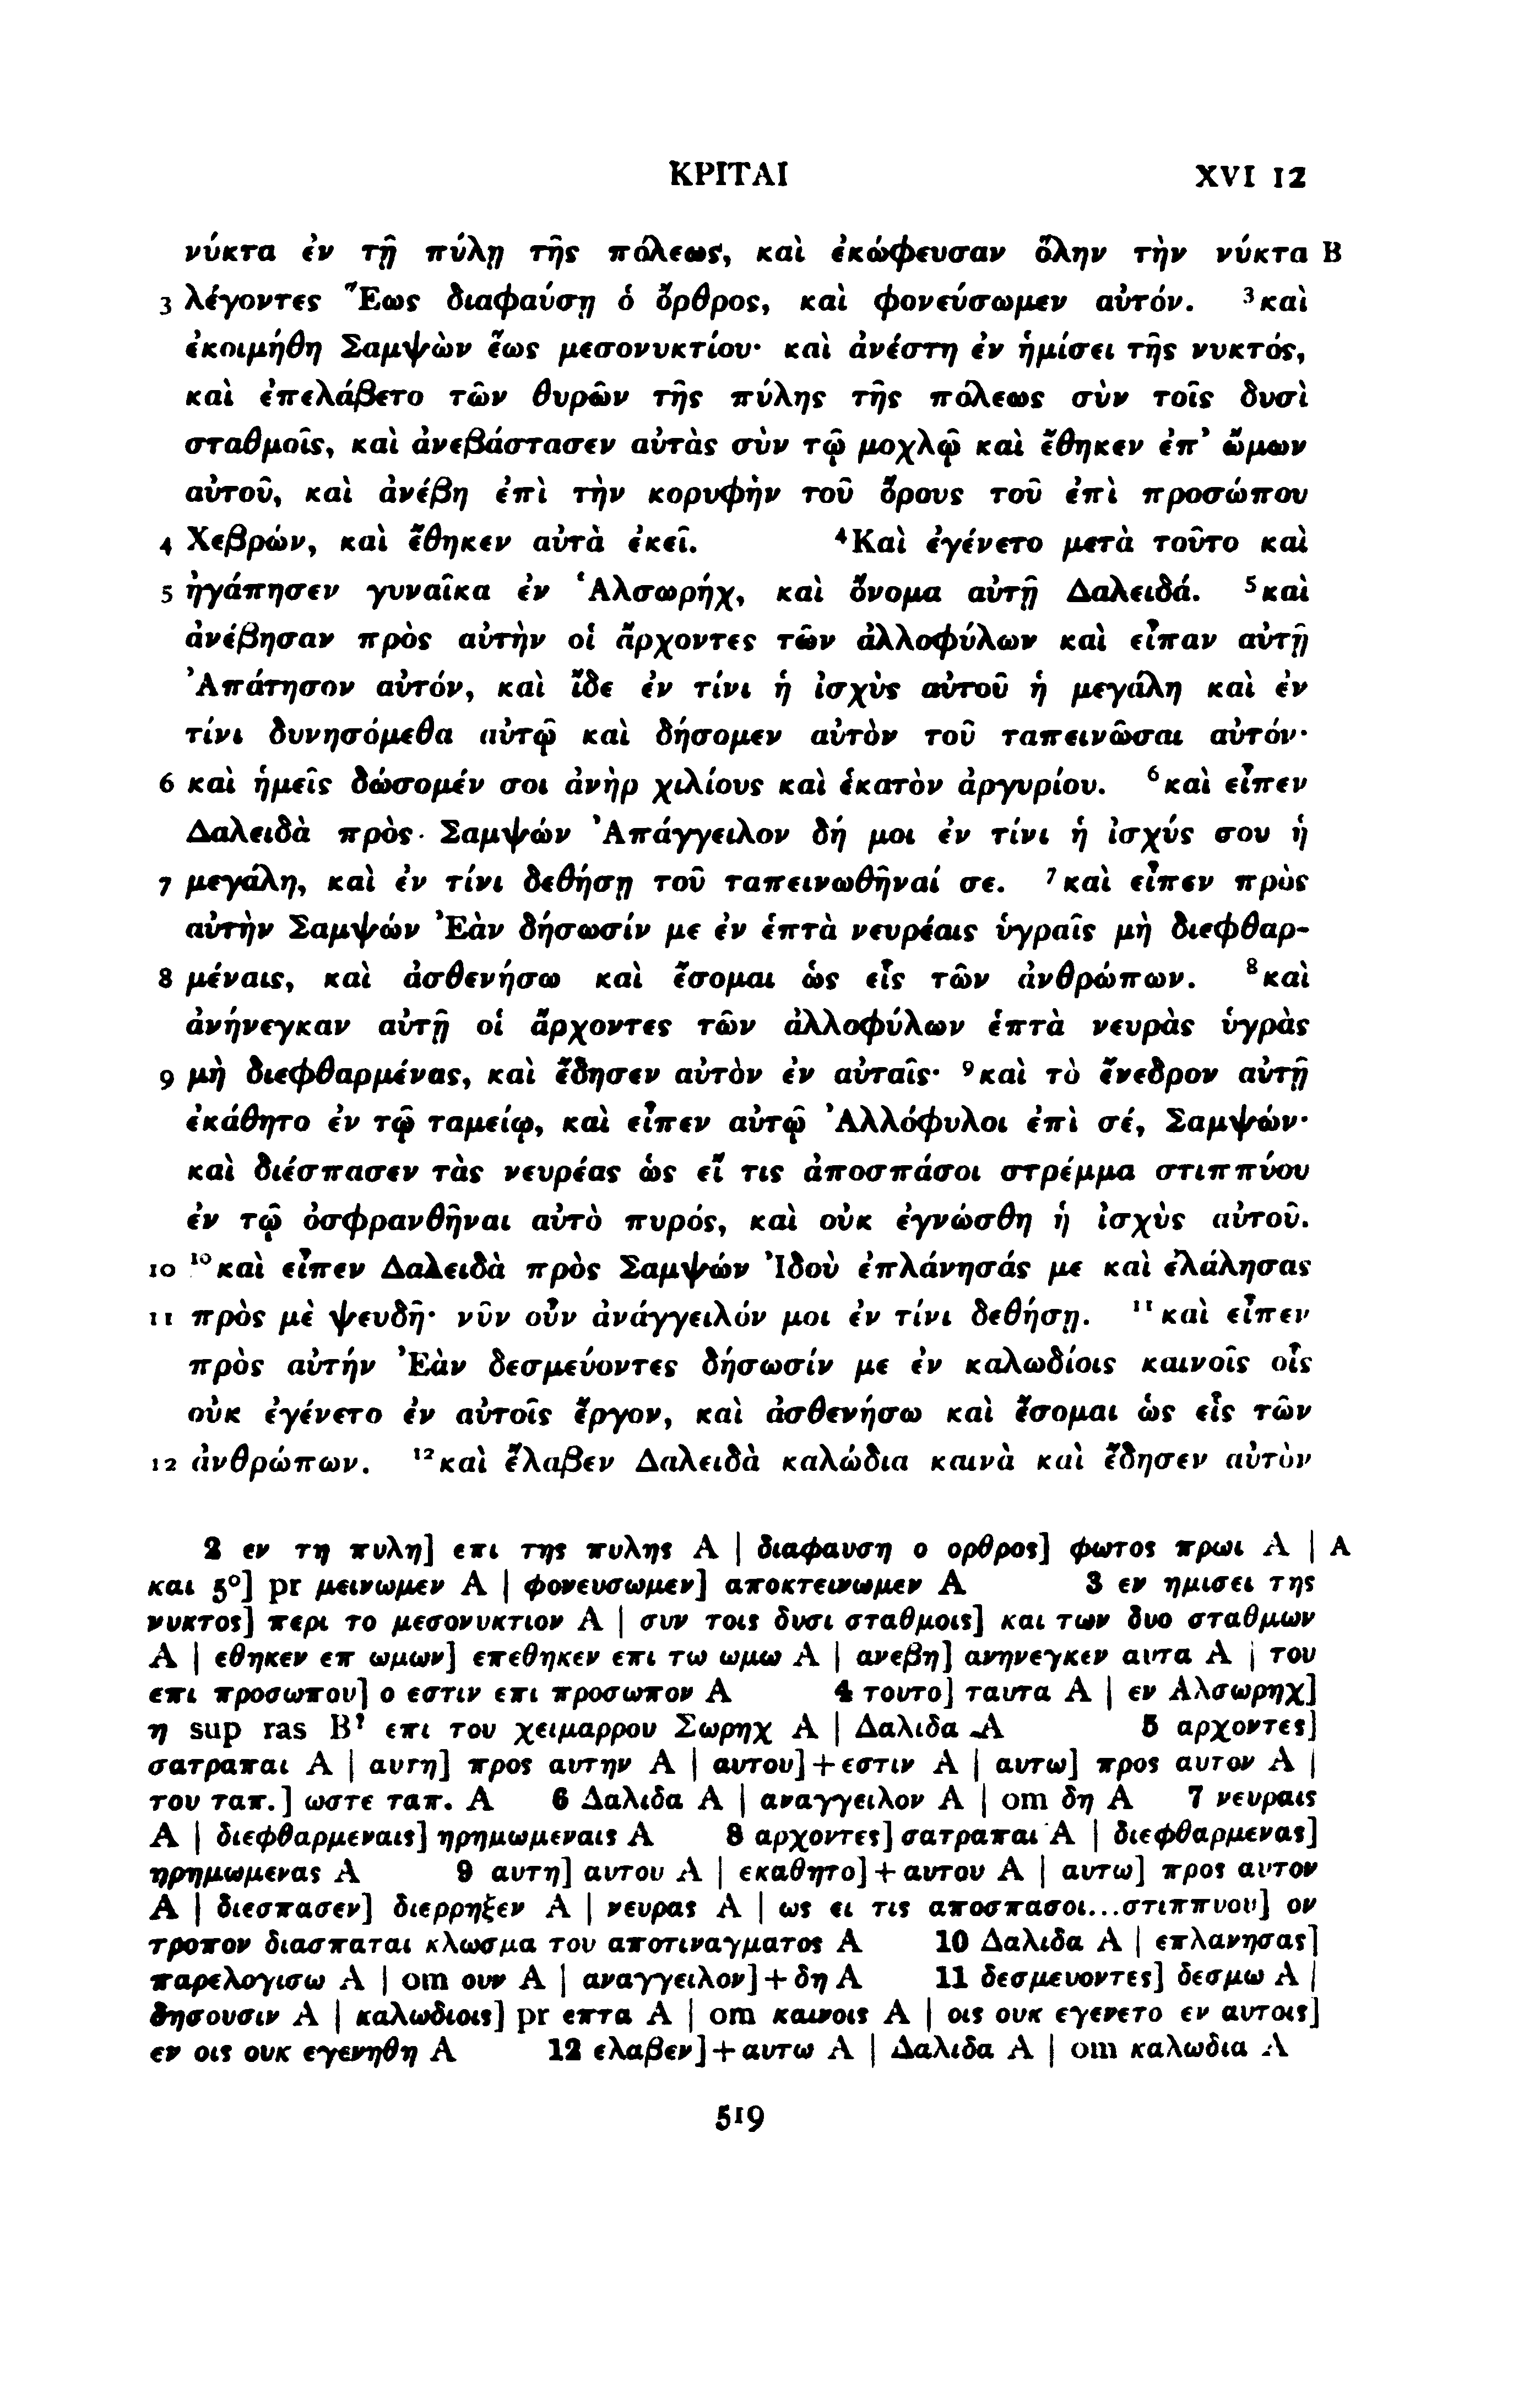 ΚΡΙΤΑΙ XVI 12
νύκτα ἐν τῇ πύλῃ τῆς πόλεως, καὶ ἐκώφευσαν ὅλην τὴν νύκτα B
3 λέγοντες Ἕως διαφαύσῃ ὁ ὄρθρος, καὶ φονεύσωμεν αὐτόν. ³καὶ
ἐκοιμήθη Σαμψὼν ἕως μεσονυκτίου· καὶ ἀνέστη ἐν ἡμίσει τῆς νυκτός,
καὶ ἐπελάβετο τῶν θυρῶν τῆς πύλης τῆς πόλεως σὺν τοῖς δυσὶ
σταθμοῖς, καὶ ἀνεβάστασεν αὐτὰς σὺν τῷ μοχλῷ καὶ ἔθηκεν ἐπ᾽ ὤμων
αὐτοῦ, καὶ ἀνέβη ἐπὶ τὴν κορυφὴν τοῦ ὄρους τοῦ ἐπὶ προσώπου
4 Χεβρών, καὶ ἔθηκεν αὐτὰ ἐκεῖ. ⁴Καὶ ἐγένετο μετὰ τοῦτο καὶ
5 ἠγάπησεν γυναῖκα ἐν Ἁλσωρήχ, καὶ ὄνομα αὐτῇ Δαλειδά. ⁵καὶ
ἀνέβησαν πρὸς αὐτὴν οἱ ἄρχοντες τῶν ἀλλοφύλων καὶ εἶπαν αὐτῇ
Ἀπάτησον αὐτόν, καὶ ἴδε ἐν τίνι ἡ ἰσχὺς αὐτοῦ ἡ μεγάλη καὶ ἐν
τίνι δυνησόμεθα αὐτῷ καὶ δήσομεν αὐτὸν τοῦ ταπεινῶσαι αὐτόν·
6 καὶ ἡμεῖς δώσομέν σοι ἀνὴρ χιλίους καὶ ἑκατὸν ἀργυρίου. ⁶καὶ εἶπεν
Δαλειδὰ πρὸς Σαμψών Ἀπάγγειλον δή μοι ἐν τίνι ἡ ἰσχύς σου ἡ
7 μεγάλη, καὶ ἐν τίνι δεθήσῃ τοῦ ταπεινωθῆναί σε. ⁷καὶ εἶπεν πρὸς
αὐτὴν Σαμψών Ἐὰν δήσωσίν με ἐν ἑπτὰ νευρέαις ὑγραῖς μὴ διεφθαρ-
8 μέναις, καὶ ἀσθενήσω καὶ ἔσομαι ὡς εἷς τῶν ἀνθρώπων. ⁸καὶ
ἀνήνεγκαν αὐτῇ οἱ ἄρχοντες τῶν ἀλλοφύλων ἑπτὰ νευρὰς ὑγρὰς
9 μὴ διεφθαρμένας, καὶ ἔδησεν αὐτὸν ἐν αὐταῖς· ⁹καὶ τὸ ἔνεδρον αὐτῇ
ἐκάθητο ἐν τῷ ταμείῳ, καὶ εἶπεν αὐτῷ Ἀλλόφυλοι ἐπὶ σέ, Σαμψών·
καὶ διέσπασεν τὰς νευρέας ὡς εἴ τις ἀποσπάσοι στρέμμα στιππύου
ἐν τῷ ὀσφρανθῆναι αὐτὸ πυρός, καὶ οὐκ ἐγνώσθη ἡ ἰσχὺς αὐτοῦ.
10 ¹⁰καὶ εἶπεν Δαλειδὰ πρὸς Σαμψών Ἰδοὺ ἐπλάνησάς με καὶ ἐλάλησας
11 πρὸς μὲ ψευδῆ· νῦν οὖν ἀνάγγειλόν μοι ἐν τίνι δεθήσῃ. ¹¹καὶ εἶπεν
πρὸς αὐτήν Ἐὰν δεσμεύοντες δήσωσίν με ἐν καλωδίοις καινοῖς οἷς
οὐκ ἐγένετο ἐν αὐτοῖς ἔργον, καὶ ἀσθενήσω καὶ ἔσομαι ὡς εἷς τῶν
12 ἀνθρώπων. ¹²καὶ ἔλαβεν Δαλειδὰ καλώδια καινὰ καὶ ἔδησεν αὐτὸν
2 εν τη πυλη] επι της πυλης A | διαφαυση ο ορθρος] φωτος πρωι A | A
και 5°] pr μεινωμεν A | φονευσωμεν] αποκτεινωμεν A 3 εν ημισει της
νυκτος] περι το μεσονυκτιον A | συν τοις δυσι σταθμοις] και των δυο σταθμων
A | εθηκεν επ ωμων] επεθηκεν επι τω ωμω A | ανεβη] ανηνεγκεν αυτα A | του
επι προσωπου] ο εστιν επι προσωπον A 4 τουτο] ταυτα A | εν Αλσωρηχ]
η sup ras B² επι του χειμαρρου Σωρηχ A | Δαλιδα A 5 αρχοντες]
σατραπαι A | αυτη] προς αυτην A | αυτου]+εστιν A | αυτω] προς αυτον A |
του ταπ.] ωστε ταπ. A 6 Δαλιδα A | αναγγειλον A | om δη A 7 νευραις
A | διεφθαρμεναις] ηρημωμεναις A 8 αρχοντες] σατραπαι A | διεφθαρμενας]
ηρημωμενας A 9 αυτη] αυτου A | εκαθητο]+αυτου A | αυτω] προς αυτον
A | διεσπασεν] διερρηξεν A | νευρας A | ως ει τις αποσπασοι...στιππυου] ον
τροπον διασπαται κλωσμα του αποτιναγματος A 10 Δαλιδα A | επλανησας]
παρελογισω A | om ουν A | αναγγειλον]+δη A 11 δεσμευοντες] δεσμω A |
δησουσιν A | καλωδιοις] pr επτα A | om καινοις A | οις ουκ εγενετο εν αυτοις]
εν οις ουκ εγενηθη A 12 ελαβεν]+αυτω A | Δαλιδα A | om καλωδια A
519